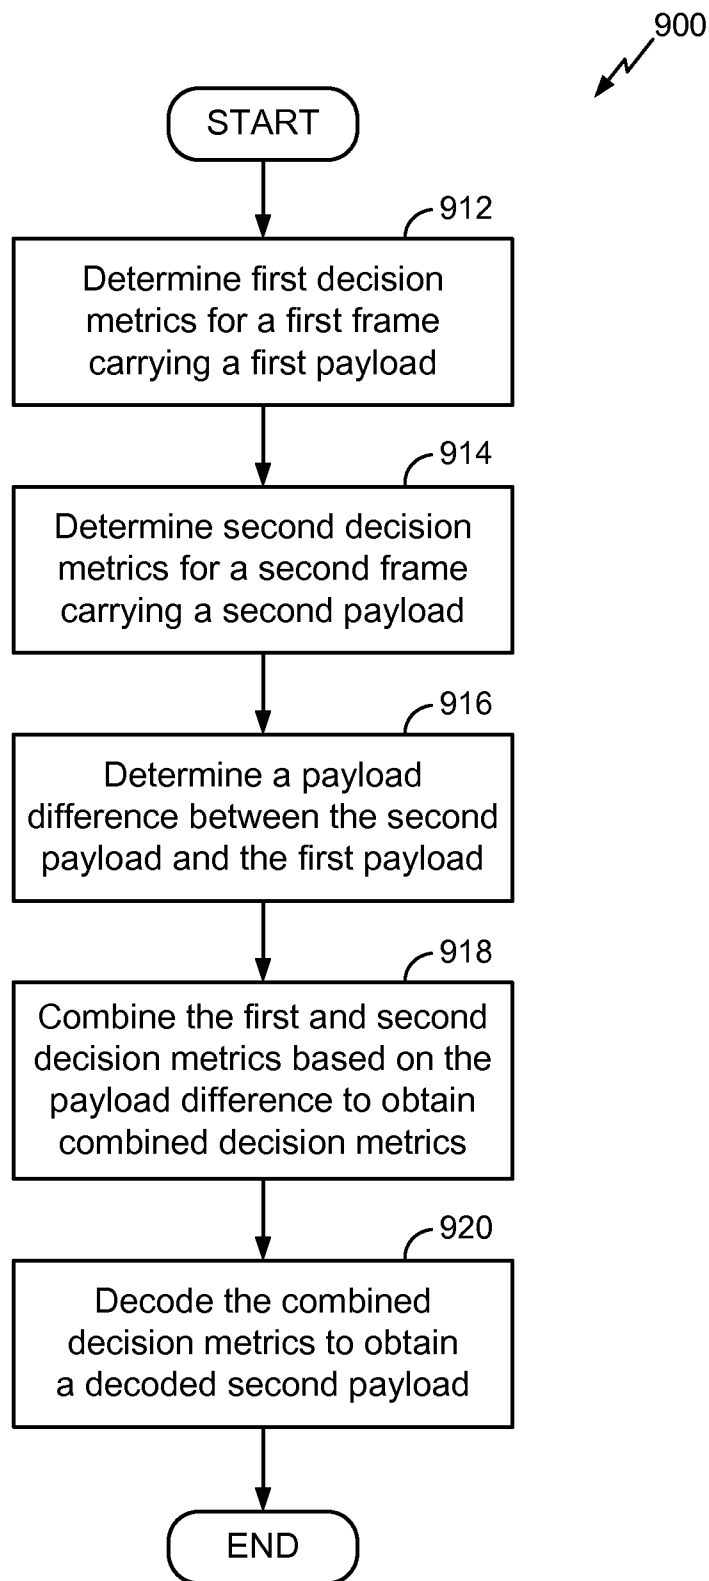 900
START
912
Determine first decision
metrics for a first frame
carrying a first payload
914
Determine second decision
metrics for a second frame
carrying a second payload
916
Determine a payload
difference between the second
payload and the first payload
918
Combine the first and second
decision metrics based on the
payload difference to obtain
combined decision metrics
920
Decode the combined
decision metrics to obtain
a decoded second payload
END